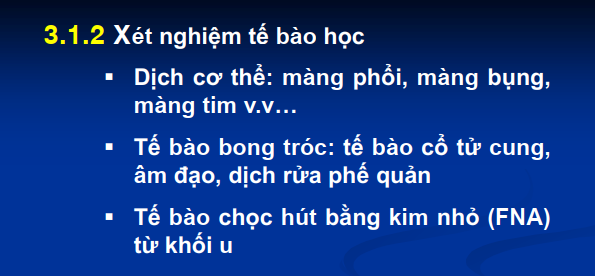 3.1.2 Xét nghiệm tế bào học
▪ Dịch cơ thể: màng phổi, màng bụng,
màng tim v.v…
▪ Tế bào bong tróc: tế bào cổ tử cung,
âm đạo, dịch rửa phế quản
▪ Tế bào chọc hút bằng kim nhỏ (FNA)
từ khối u